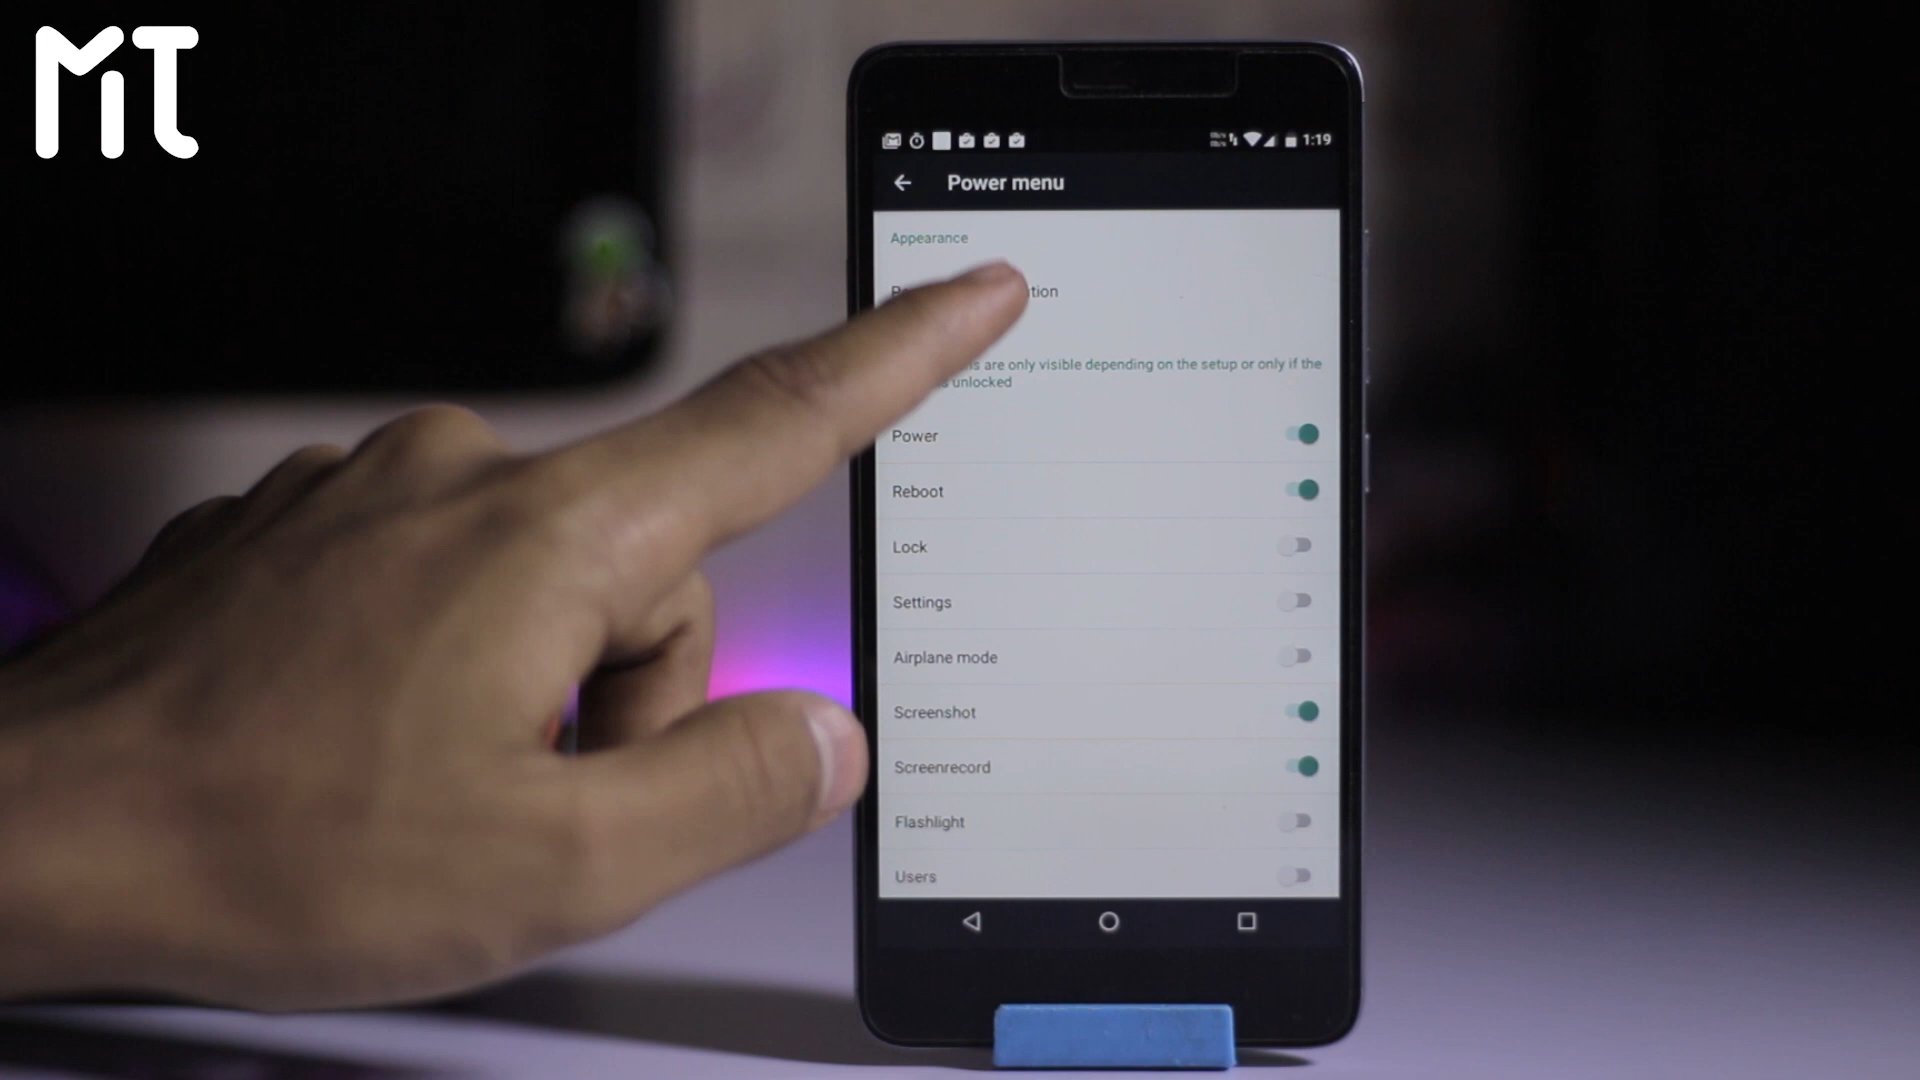 MT
1:19
Power menu
Appearance
tion
are only visible depending on the setup or only if the
unlocked
Power
Reboot
Lock
Settings
Airplane mode
Screenshot
Screenrecord
Flashlight
Users